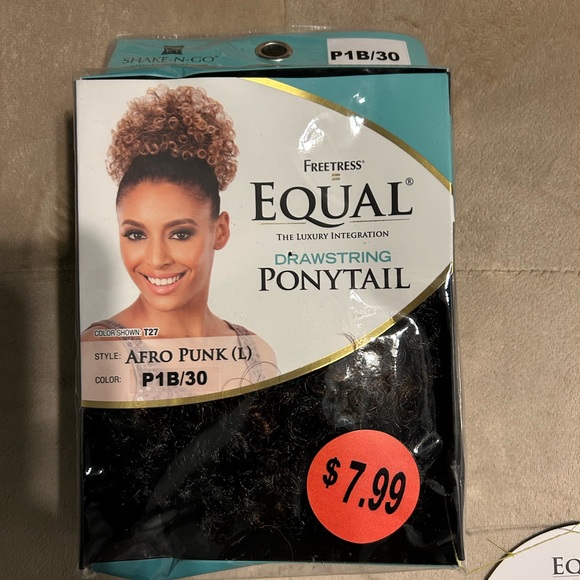 SHAKE-N-GO
P1B/30
FREETRESS®
EQUAL®
THE LUXURY INTEGRATION
DRAWSTRING
PONYTAIL
COLOR SHOWN: T27
STYLE: AFRO PUNK (L)
COLOR: P1B/30
$7.99
EQ